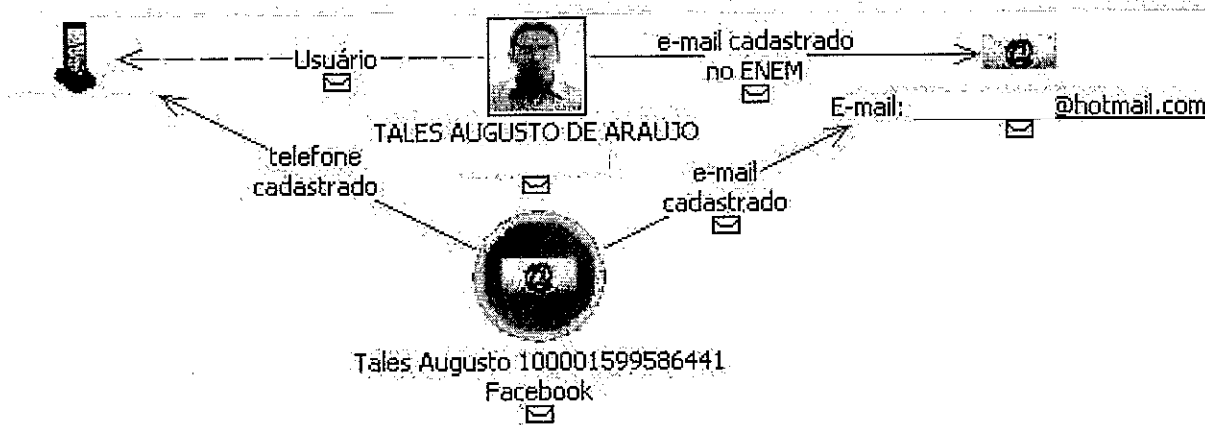 Usuário
e-mail cadastrado
no ENEM
TALES AUGUSTO DE ARAUJO
E-mail: @hotmail.com
telefone
cadastrado
e-mail
cadastrado
@
Tales Augusto 100001599586441
Facebook